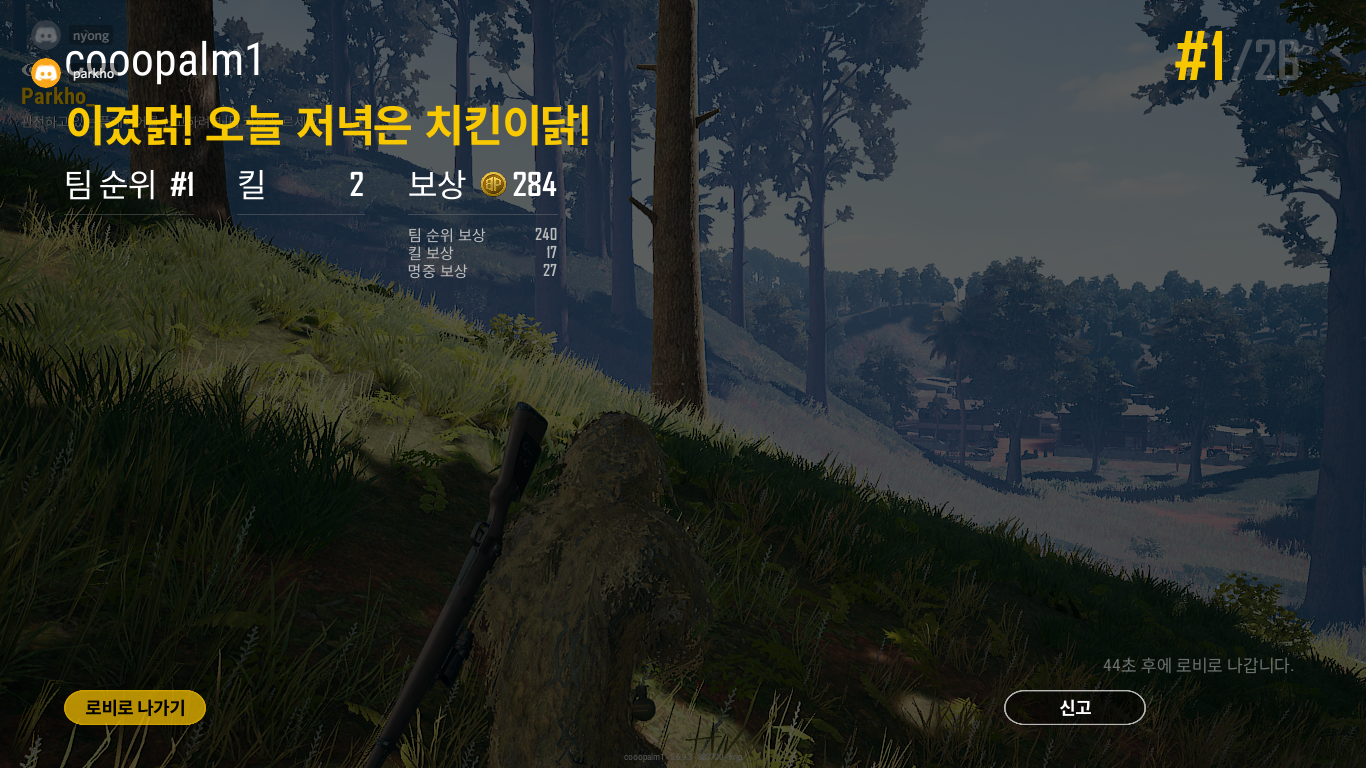 nyong
cooopalm1
parkho
#1/26
Parkho_
이겼닭! 오늘 저녁은 치킨이닭!
팀 순위 #1 킬 2 보상 BP 284
팀 순위 보상 240
킬 보상 17
명중 보상 27
44초 후에 로비로 나갑니다.
로비로 나가기
신고